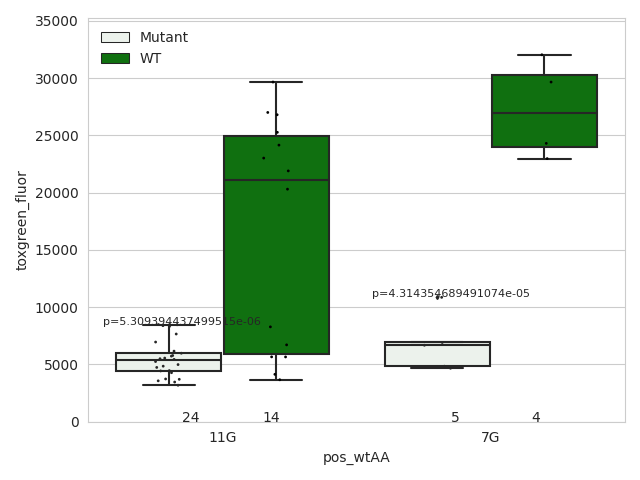 35000
Mutant
WT
30000
25000
20000
15000
10000
5000
0
toxgreen_fluor
p=5.309394437499515e-06
p=4.314354689491074e-05
24 14 5 4
11G 7G
pos_wtAA